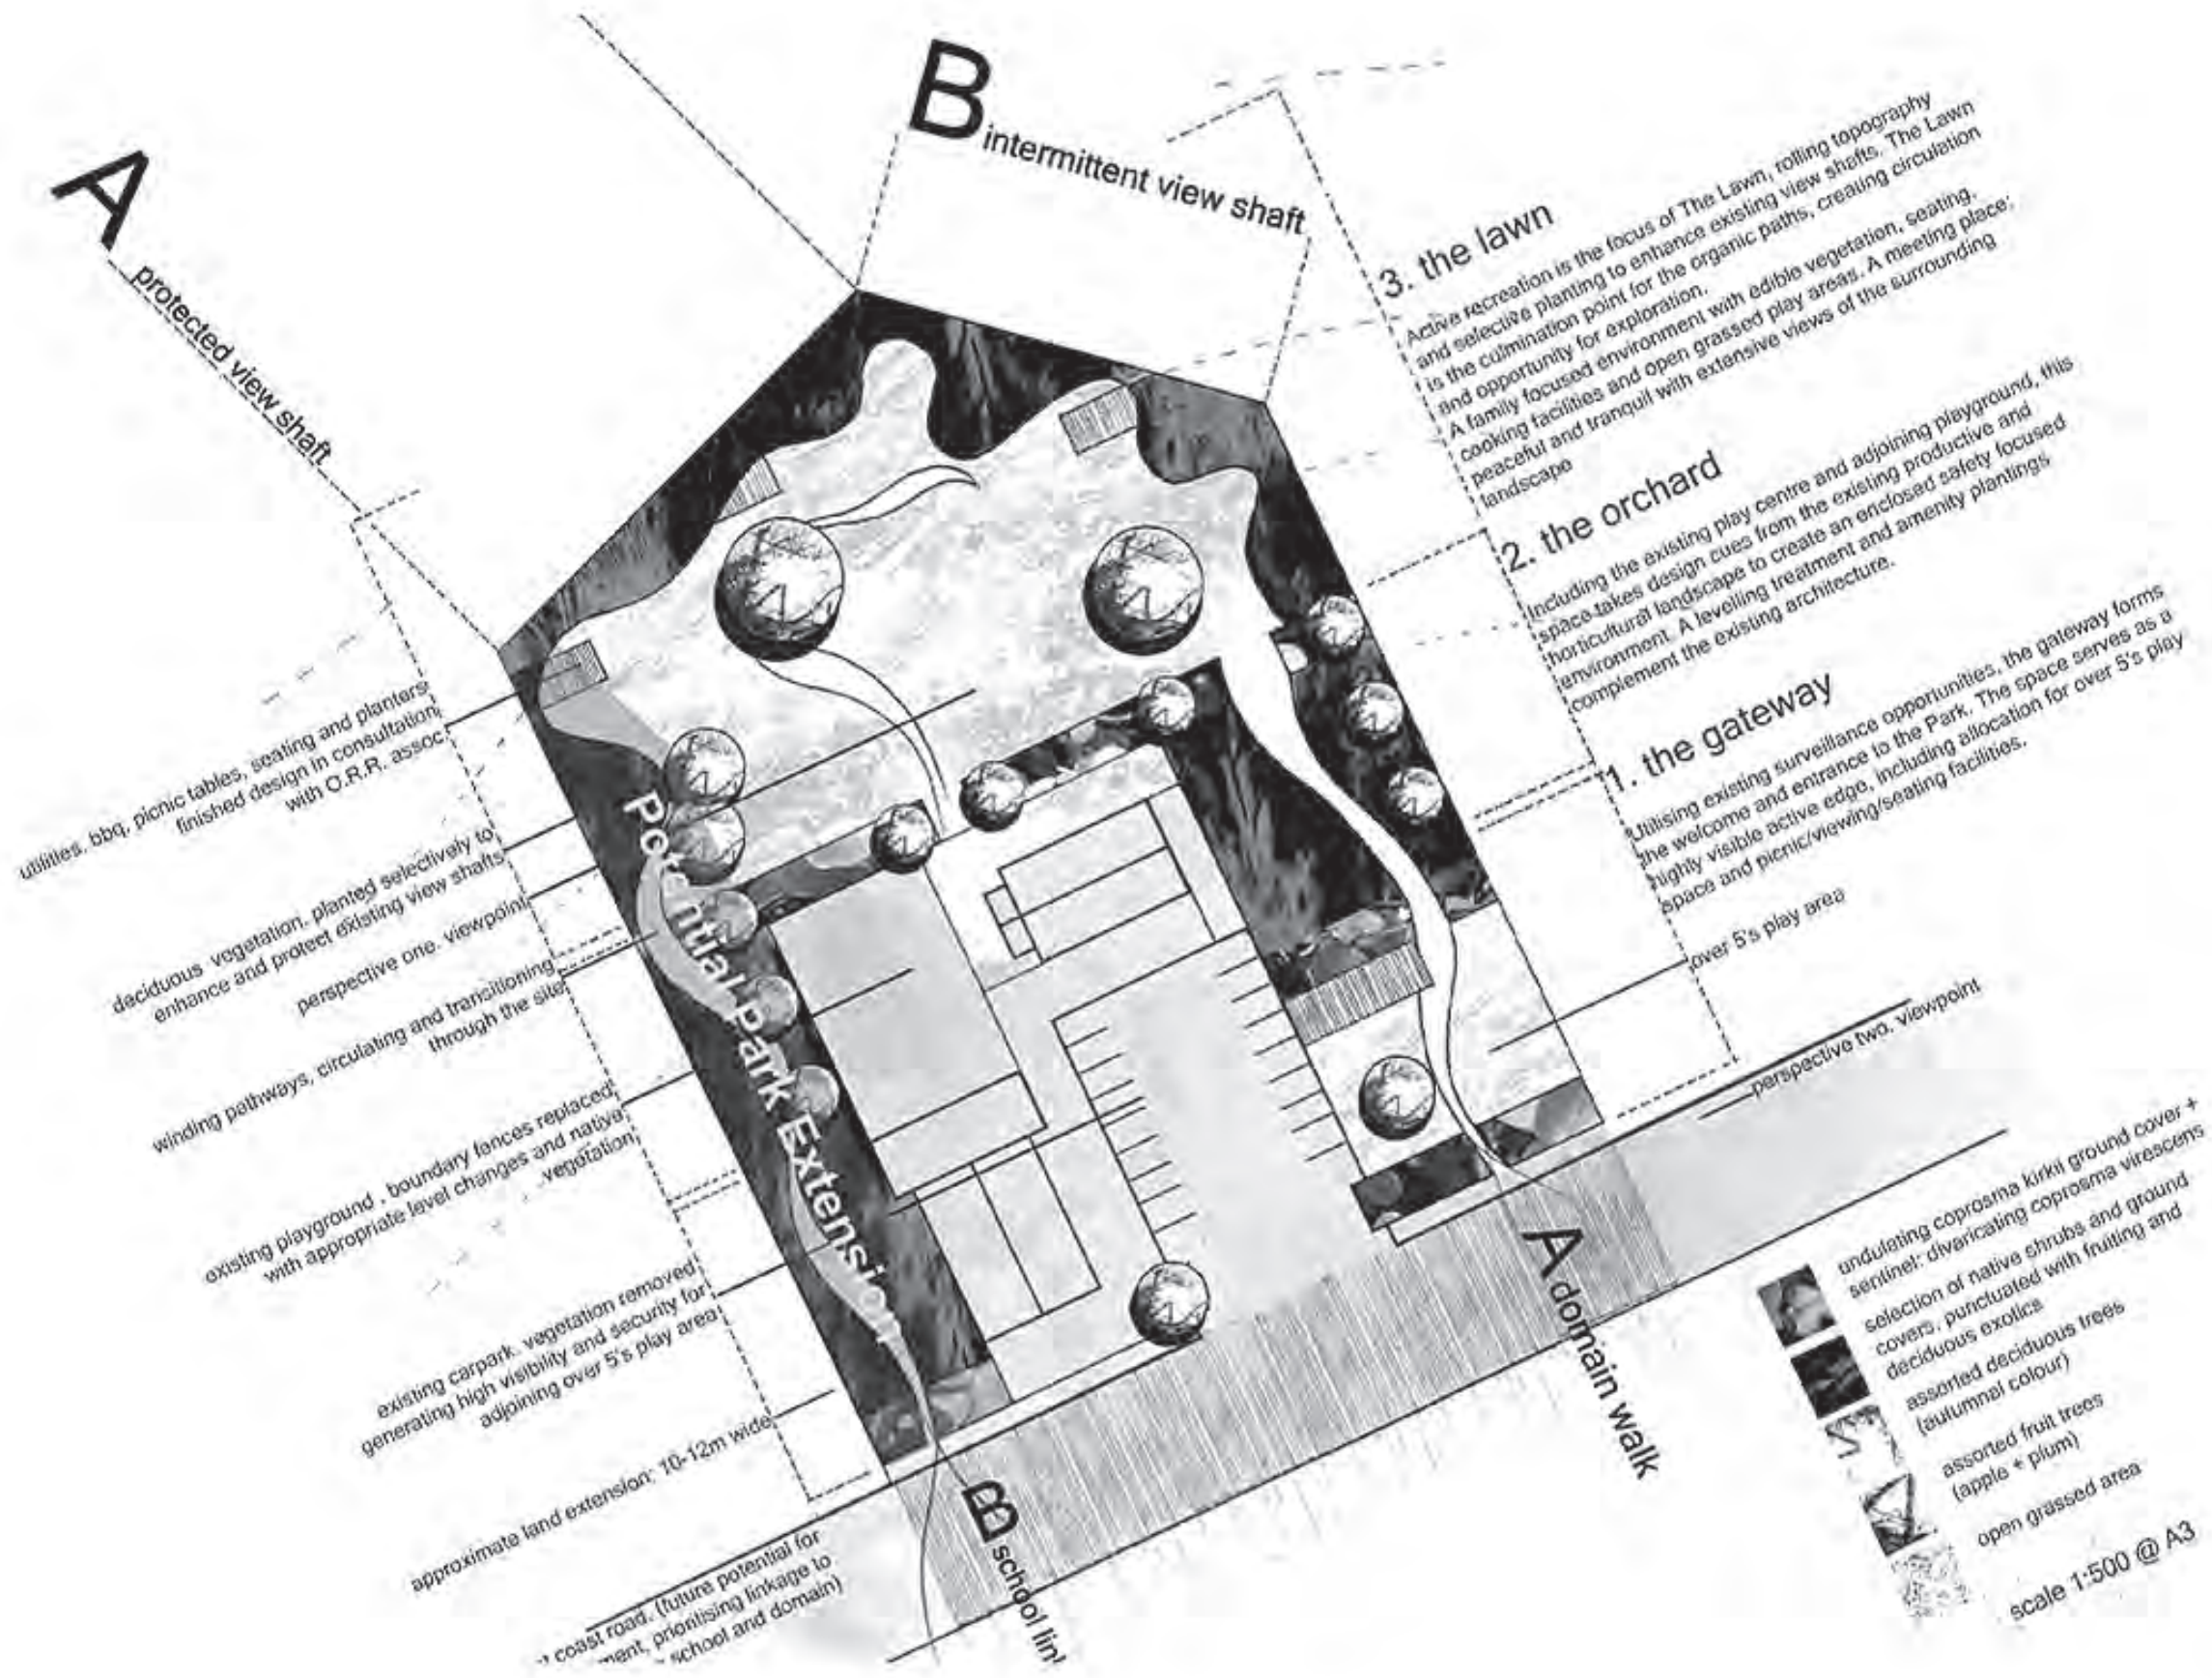 A
protected view shaft
B
intermittent view shaft
3. the lawn
Active recreation is the focus of The Lawn, rolling topography
and selective planting to enhance existing view shafts. The Lawn
is the culmination point for the organic paths, creating circulation
and opportunity for exploration.
A family focused environment with edible vegetation, seating,
cooking facilities and open grassed play areas. A meeting place;
peaceful and tranquil with extensive views of the surrounding
landscape
2. the orchard
Including the existing play centre and adjoining playground, this
space takes design cues from the existing productive and
horticultural landscape to create an enclosed safety focused
environment. A levelling treatment and amenity plantings
complement the existing architecture.
1. the gateway
Utilising existing surveillance opportunities, the gateway forms
the welcome and entrance to the Park. The space serves as a
highly visible active edge, including allocation for over 5's play
space and picnic/viewing/seating facilities.
over 5's play area
perspective two. viewpoint
utilities. bbq, picnic tables, seating and planters
finished design in consultation
with O.R.R. assoc
deciduous vegetation. planted selectively to
enhance and protect existing view shafts
perspective one. viewpoint
winding pathways, circulating and transitioning
through the site
existing playground . boundary fences replaced
with appropriate level changes and native
vegetation
existing carpark. vegetation removed
generating high visibility and security for
adjoining over 5's play area
approximate land extension: 10-12m wide
coast road. (future potential for
ment, prioritising linkage to
school and domain)
Potential Park Extension
A domain walk
B school lin
undulating coprosma kirkii ground cover +
sentinel: divaricating coprosma virescens
selection of native shrubs and ground
covers. punctuated with fruiting and
deciduous exotics
assorted deciduous trees
(autumnal colour)
assorted fruit trees
(apple + plum)
open grassed area
scale 1:500 @ A3